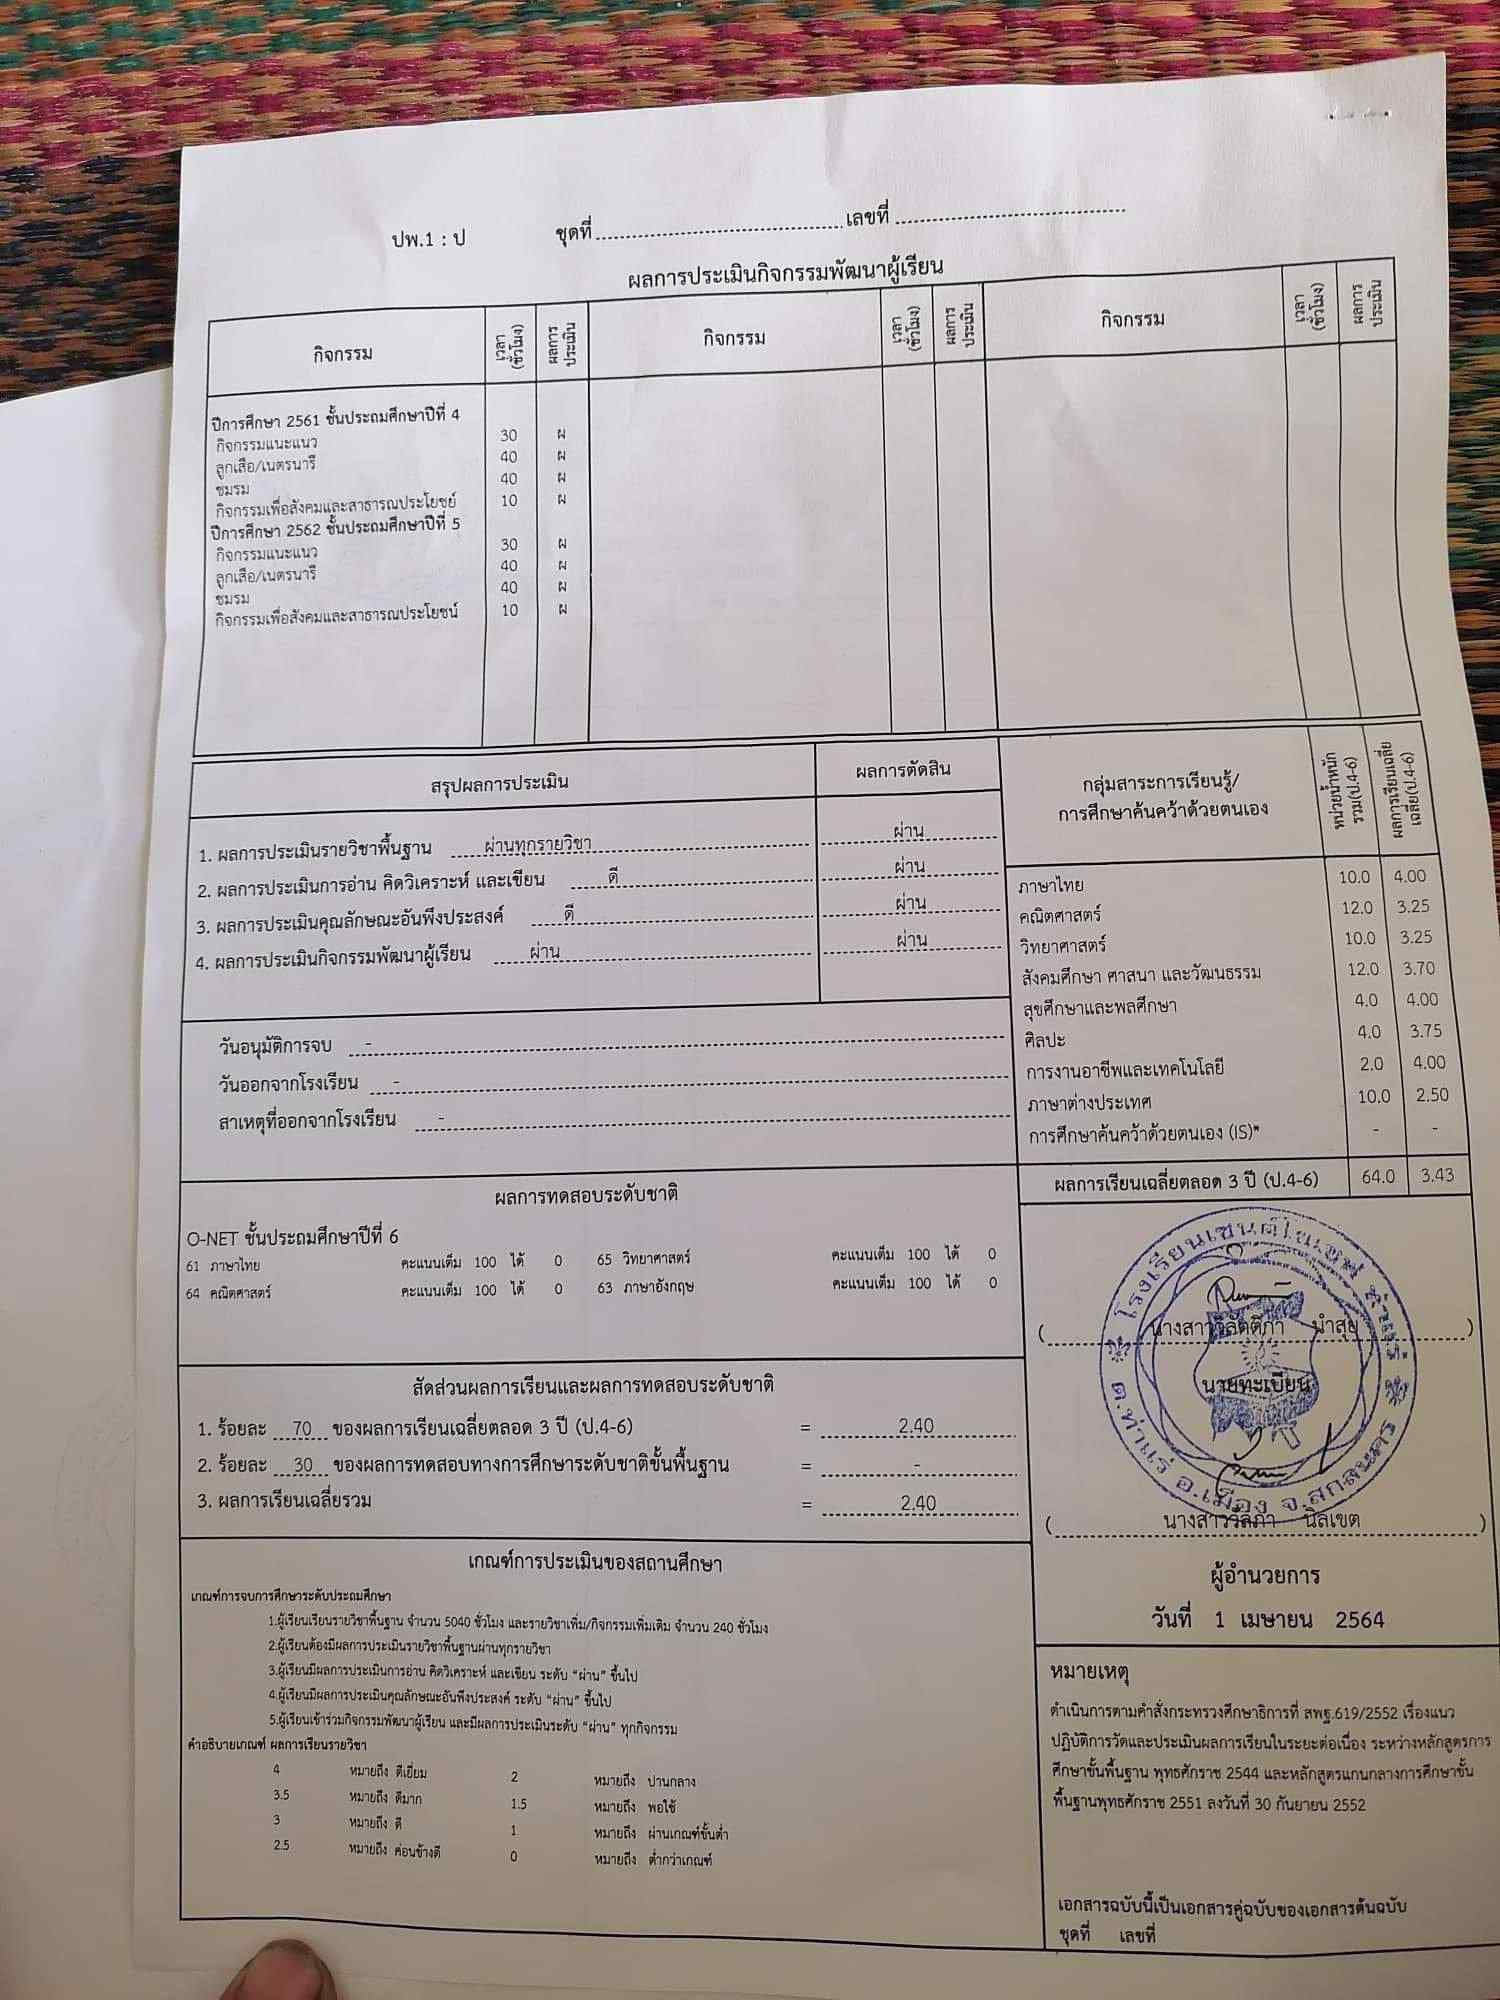 ปพ.1 : ป ชุดที่ เลขที่
ผลการประเมินกิจกรรมพัฒนาผู้เรียน
กิจกรรม เวลา (ชั่วโมง) ผลการประเมิน กิจกรรม เวลา (ชั่วโมง) ผลการประเมิน กิจกรรม เวลา (ชั่วโมง) ผลการประเมิน
ปีการศึกษา 2561 ชั้นประถมศึกษาปีที่ 4
กิจกรรมแนะแนว 30 ผ
ลูกเสือ/เนตรนารี 40 ผ
ชมรม 40 ผ
กิจกรรมเพื่อสังคมและสาธารณประโยชย์ 10 ผ
ปีการศึกษา 2562 ชั้นประถมศึกษาปีที่ 5
กิจกรรมแนะแนว 30 ผ
ลูกเสือ/เนตรนารี 40 ผ
ชมรม 40 ผ
กิจกรรมเพื่อสังคมและสาธารณประโยชน์ 10 ผ
สรุปผลการประเมิน ผลการตัดสิน
1. ผลการประเมินรายวิชาพื้นฐาน ผ่านทุกรายวิชา ผ่าน
2. ผลการประเมินการอ่าน คิดวิเคราะห์ และเขียน ดี ผ่าน
3. ผลการประเมินคุณลักษณะอันพึงประสงค์ ดี ผ่าน
4. ผลการประเมินกิจกรรมพัฒนาผู้เรียน ผ่าน ผ่าน
วันอนุมัติการจบ -
วันออกจากโรงเรียน -
สาเหตุที่ออกจากโรงเรียน -
กลุ่มสาระการเรียนรู้/
การศึกษาค้นคว้าด้วยตนเอง
หน่วยน้ำหนัก
รวม(ป.4-6)
ผลการเรียนเฉลี่ย
เฉลี่ย(ป.4-6)
ภาษาไทย 10.0 4.00
คณิตศาสตร์ 12.0 3.25
วิทยาศาสตร์ 10.0 3.25
สังคมศึกษา ศาสนา และวัฒนธรรม 12.0 3.70
สุขศึกษาและพลศึกษา 4.0 4.00
ศิลปะ 4.0 3.75
การงานอาชีพและเทคโนโลยี 2.0 4.00
ภาษาต่างประเทศ 10.0 2.50
การศึกษาค้นคว้าด้วยตนเอง (IS)* - -
ผลการเรียนเฉลี่ยตลอด 3 ปี (ป.4-6) 64.0 3.43
ผลการทดสอบระดับชาติ
O-NET ชั้นประถมศึกษาปีที่ 6
61 ภาษาไทย คะแนนเต็ม 100 ได้ 0 65 วิทยาศาสตร์ คะแนนเต็ม 100 ได้ 0
64 คณิตศาสตร์ คะแนนเต็ม 100 ได้ 0 63 ภาษาอังกฤษ คะแนนเต็ม 100 ได้ 0
สัดส่วนผลการเรียนและผลการทดสอบระดับชาติ
1. ร้อยละ 70 ของผลการเรียนเฉลี่ยตลอด 3 ปี (ป.4-6) = 2.40
2. ร้อยละ 30 ของผลการทดสอบทางการศึกษาระดับชาติขั้นพื้นฐาน = -
3. ผลการเรียนเฉลี่ยรวม = 2.40
โรงเรียนเซนต์โยเซฟ ท่าแร่
ต.ท่าแร่ อ.เมือง จ.สกลนคร
นำสุย
นายทะเบียน
(นางสาววิลิภา นิลเขต)
ผู้อำนวยการ
วันที่ 1 เมษายน 2564
เกณฑ์การประเมินของสถานศึกษา
เกณฑ์การจบการศึกษาระดับประถมศึกษา
1.ผู้เรียนเรียนรายวิชาพื้นฐาน จำนวน 5040 ชั่วโมง และรายวิชาเพิ่ม/กิจกรรมเพิ่มเติม จำนวน 240 ชั่วโมง
2.ผู้เรียนต้องมีผลการประเมินรายวิชาพื้นฐานผ่านทุกรายวิชา
3.ผู้เรียนมีผลการประเมินการอ่าน คิดวิเคราะห์ และเขียน ระดับ "ผ่าน" ขึ้นไป
4.ผู้เรียนมีผลการประเมินคุณลักษณะอันพึงประสงค์ ระดับ "ผ่าน" ขึ้นไป
5.ผู้เรียนเข้าร่วมกิจกรรมพัฒนาผู้เรียน และมีผลการประเมินระดับ "ผ่าน" ทุกกิจกรรม
คำอธิบายเกณฑ์ ผลการเรียนรายวิชา
4 หมายถึง ดีเยี่ยม 2 หมายถึง ปานกลาง
3.5 หมายถึง ดีมาก 1.5 หมายถึง พอใช้
3 หมายถึง ดี 1 หมายถึง ผ่านเกณฑ์ขั้นต่ำ
2.5 หมายถึง ค่อนข้างดี 0 หมายถึง ต่ำกว่าเกณฑ์
หมายเหตุ
ดำเนินการตามคำสั่งกระทรวงศึกษาธิการที่ สพฐ.619/2552 เรื่องแนว
ปฏิบัติการวัดและประเมินผลการเรียนในระยะต่อเนื่อง ระหว่างหลักสูตรการ
ศึกษาขั้นพื้นฐาน พุทธศักราช 2544 และหลักสูตรแกนกลางการศึกษาขั้น
พื้นฐานพุทธศักราช 2551 ลงวันที่ 30 กันยายน 2552
เอกสารฉบับนี้เป็นเอกสารคู่ฉบับของเอกสารต้นฉบับ
ชุดที่ เลขที่